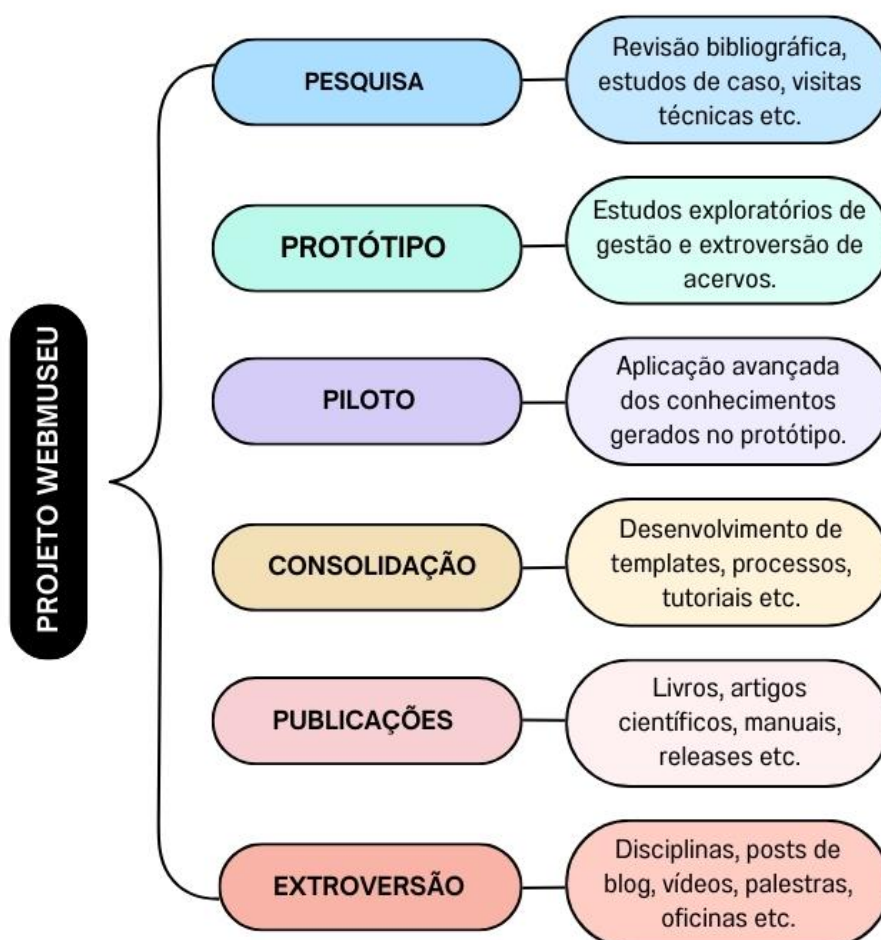 PROJETO WEBMUSEU
PESQUISA
Revisão bibliográfica,
estudos de caso, visitas
técnicas etc.
PROTÓTIPO
Estudos exploratórios de
gestão e extroversão de
acervos.
PILOTO
Aplicação avançada
dos conhecimentos
gerados no protótipo.
CONSOLIDAÇÃO
Desenvolvimento de
templates, processos,
tutoriais etc.
PUBLICAÇÕES
Livros, artigos
científicos, manuais,
releases etc.
EXTROVERSÃO
Disciplinas, posts de
blog, vídeos, palestras,
oficinas etc.